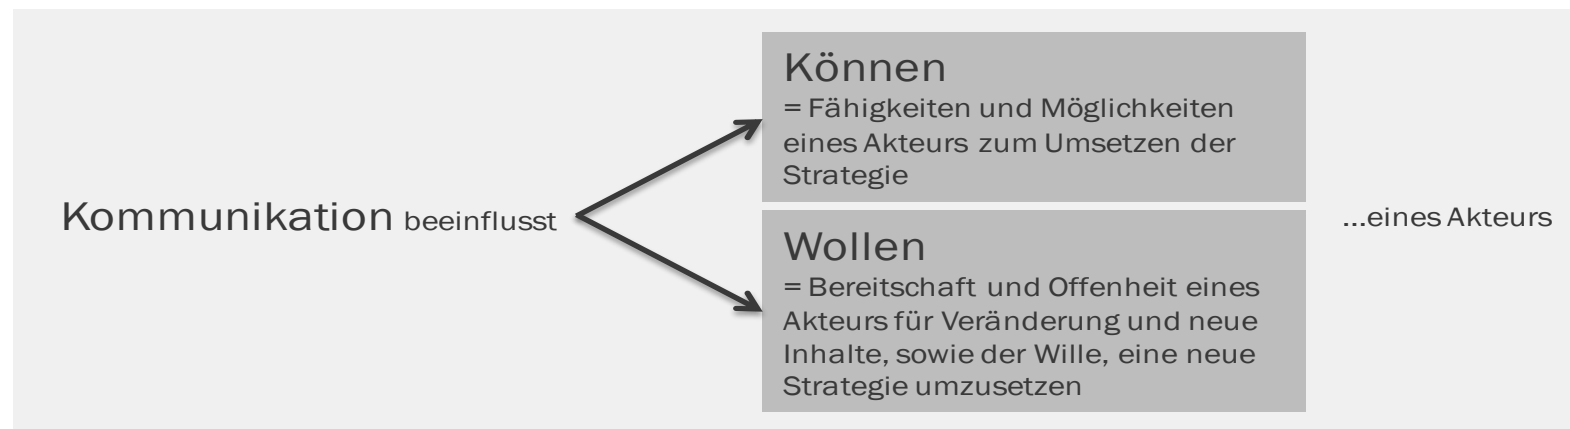 Kommunikation beeinflusst
Können
= Fähigkeiten und Möglichkeiten
eines Akteurs zum Umsetzen der
Strategie
Wollen
= Bereitschaft und Offenheit eines
Akteurs für Veränderung und neue
Inhalte, sowie der Wille, eine neue
Strategie umzusetzen
...eines Akteurs